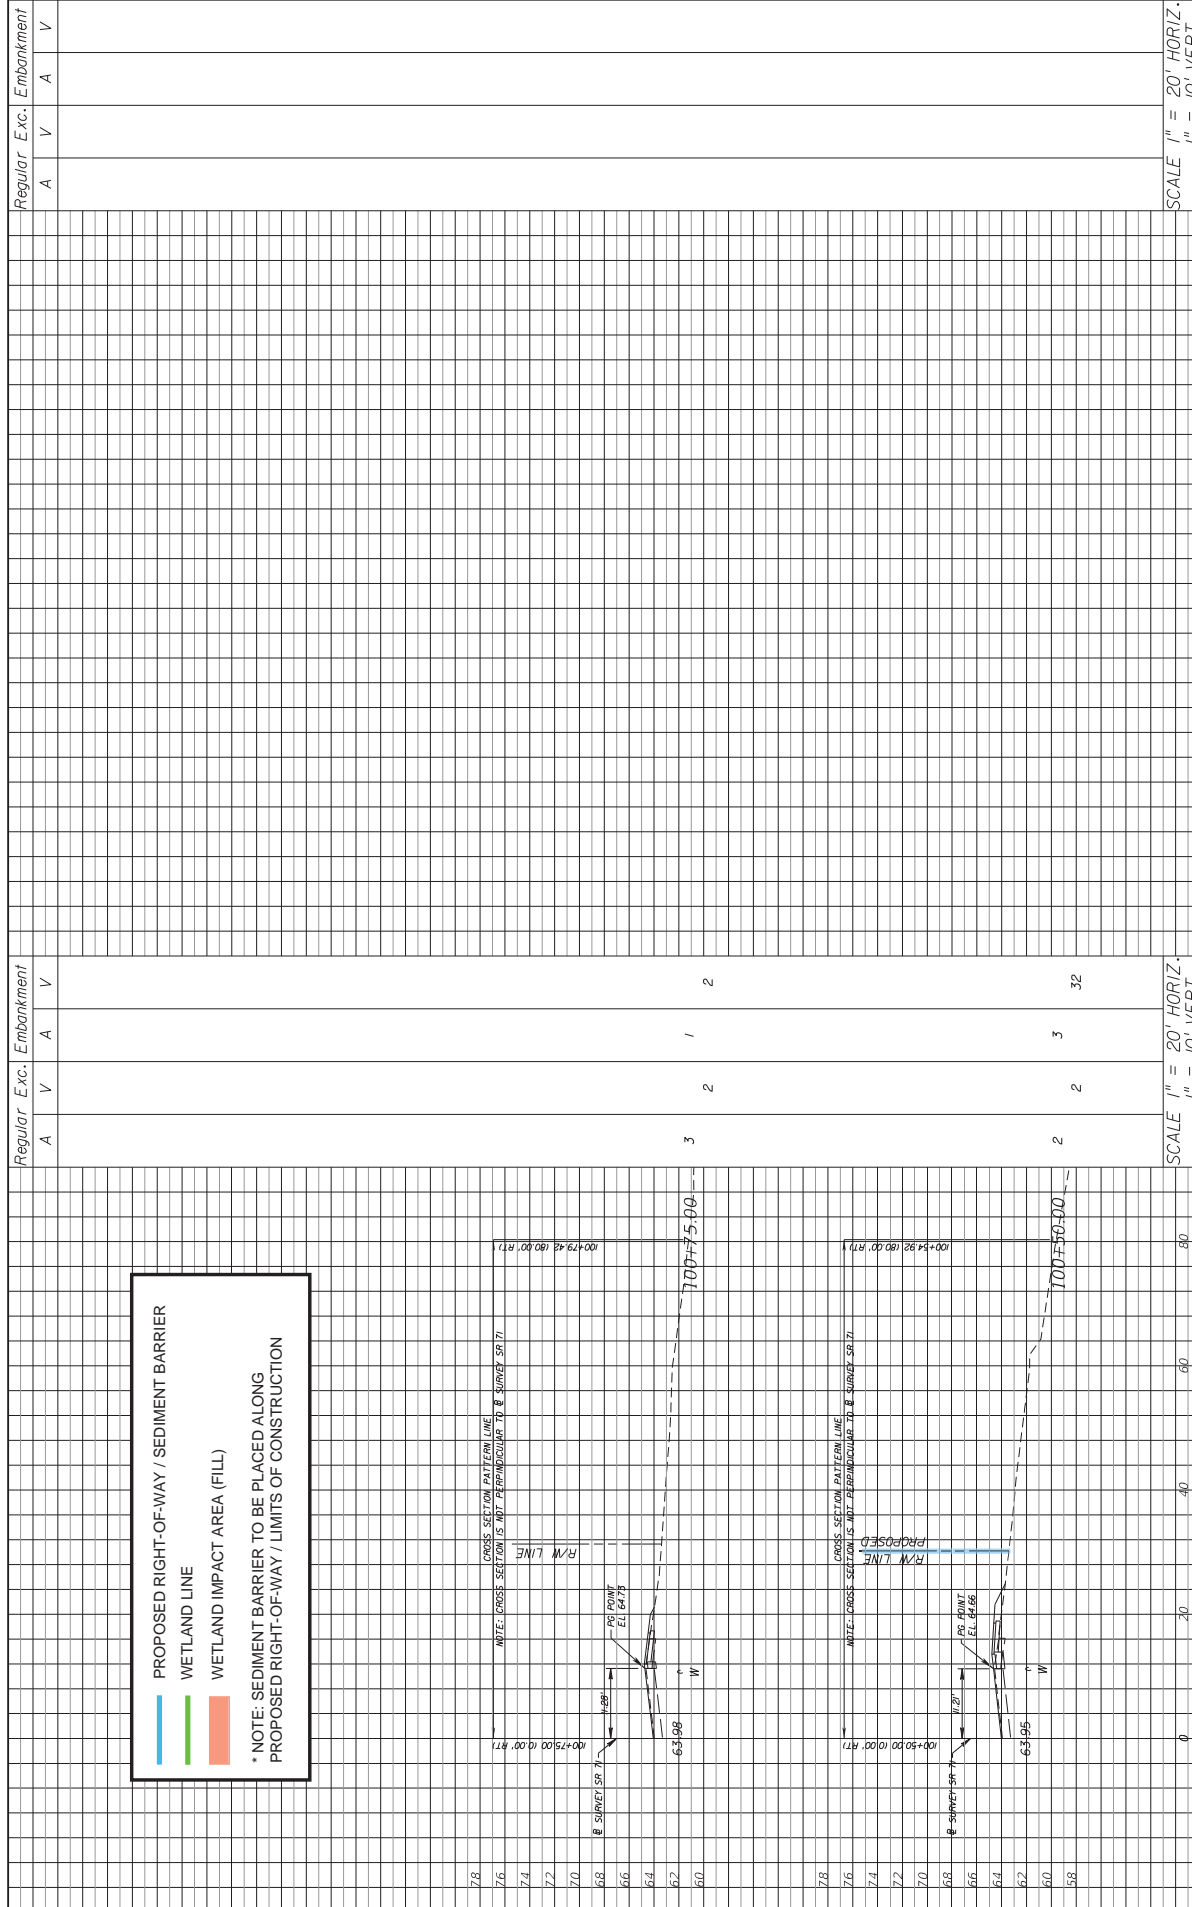 Regular Exc. Embankment
A V A V
Regular Exc. Embankment
A V A V
PROPOSED RIGHT-OF-WAY / SEDIMENT BARRIER
WETLAND LINE
WETLAND IMPACT AREA (FILL)
* NOTE: SEDIMENT BARRIER TO BE PLACED ALONG
PROPOSED RIGHT-OF-WAY / LIMITS OF CONSTRUCTION
CROSS SECTION PATTERN LINE
NOTE: CROSS SECTION IS NOT PERPINDICULAR TO ℄ SURVEY SR 71
100+75.00 (0.00' RT)
100+79.42 (80.00' RT)
R/W LINE
℄ SURVEY SR 71
11.28'
PG POINT
EL. 64.73
63.98
W
100+75.00
3 1
2 2
78
76
74
72
70
68
66
64
62
60
CROSS SECTION PATTERN LINE
NOTE: CROSS SECTION IS NOT PERPINDICULAR TO ℄ SURVEY SR 71
100+50.00 (0.00' RT)
100+54.92 (80.00' RT)
PROPOSED
R/W LINE
℄ SURVEY SR 71
11.21'
PG POINT
EL. 64.66
63.95
W
100+50.00
2 3
2 32
78
76
74
72
70
68
66
64
62
60
58
0 20 40 60 80
SCALE 1" = 20' HORIZ.
1" = 10' VERT.
SCALE 1" = 20' HORIZ.
1" = 10' VERT.